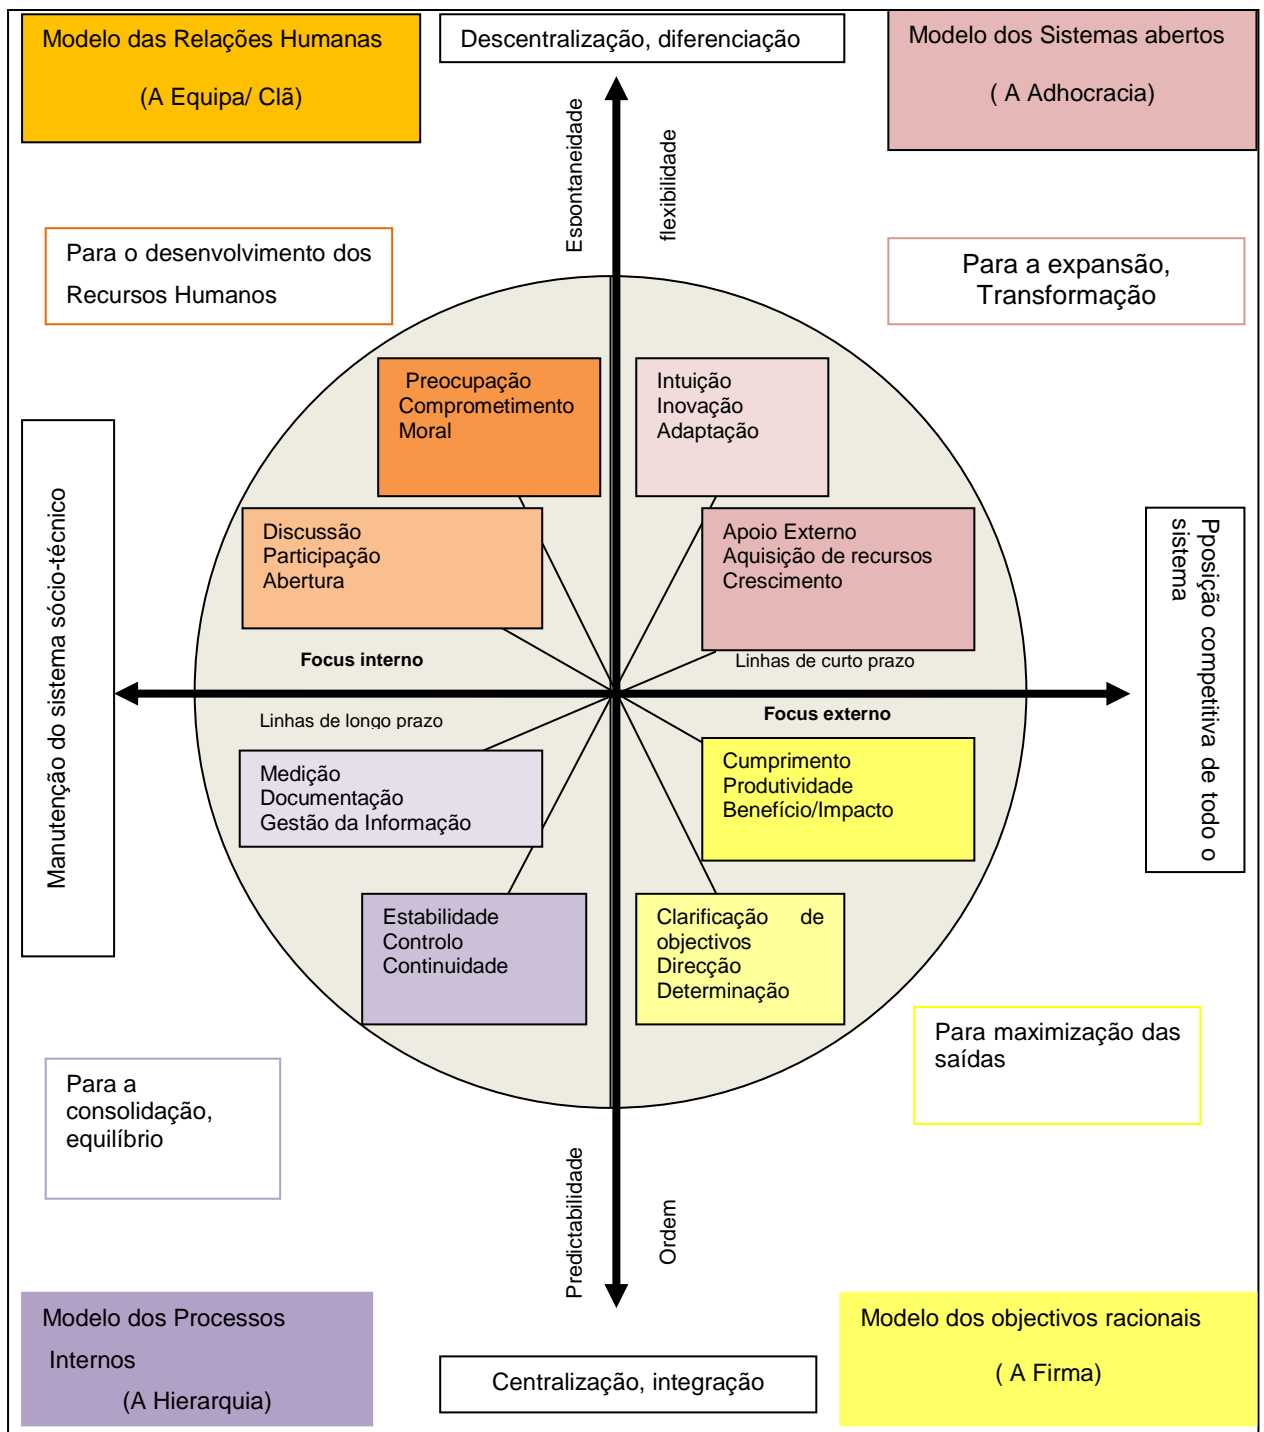 Modelo das Relações Humanas
(A Equipa/ Clã)
Descentralização, diferenciação
Modelo dos Sistemas abertos
( A Adhocracia)
Espontaneidade
flexibilidade
Para o desenvolvimento dos
Recursos Humanos
Para a expansão,
Transformação
Preocupação
Comprometimento
Moral
Intuição
Inovação
Adaptação
Discussão
Participação
Abertura
Apoio Externo
Aquisição de recursos
Crescimento
Manutenção do sistema sócio-técnico
Pposição competitiva de todo o
sistema
Focus interno
Linhas de curto prazo
Linhas de longo prazo
Focus externo
Medição
Documentação
Gestão da Informação
Cumprimento
Produtividade
Benefício/Impacto
Estabilidade
Controlo
Continuidade
Clarificação de
objectivos
Direcção
Determinação
Para a
consolidação,
equilíbrio
Para maximização das
saídas
Predictabilidade
Ordem
Modelo dos Processos
Internos
(A Hierarquia)
Centralização, integração
Modelo dos objectivos racionais
( A Firma)